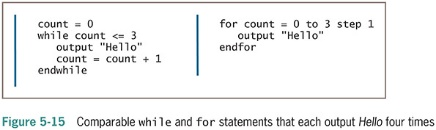 count = 0
while count <= 3
output "Hello"
count = count + 1
endwhile
for count = 0 to 3 step 1
output "Hello"
endfor
Figure 5-15 Comparable while and for statements that each output Hello four times